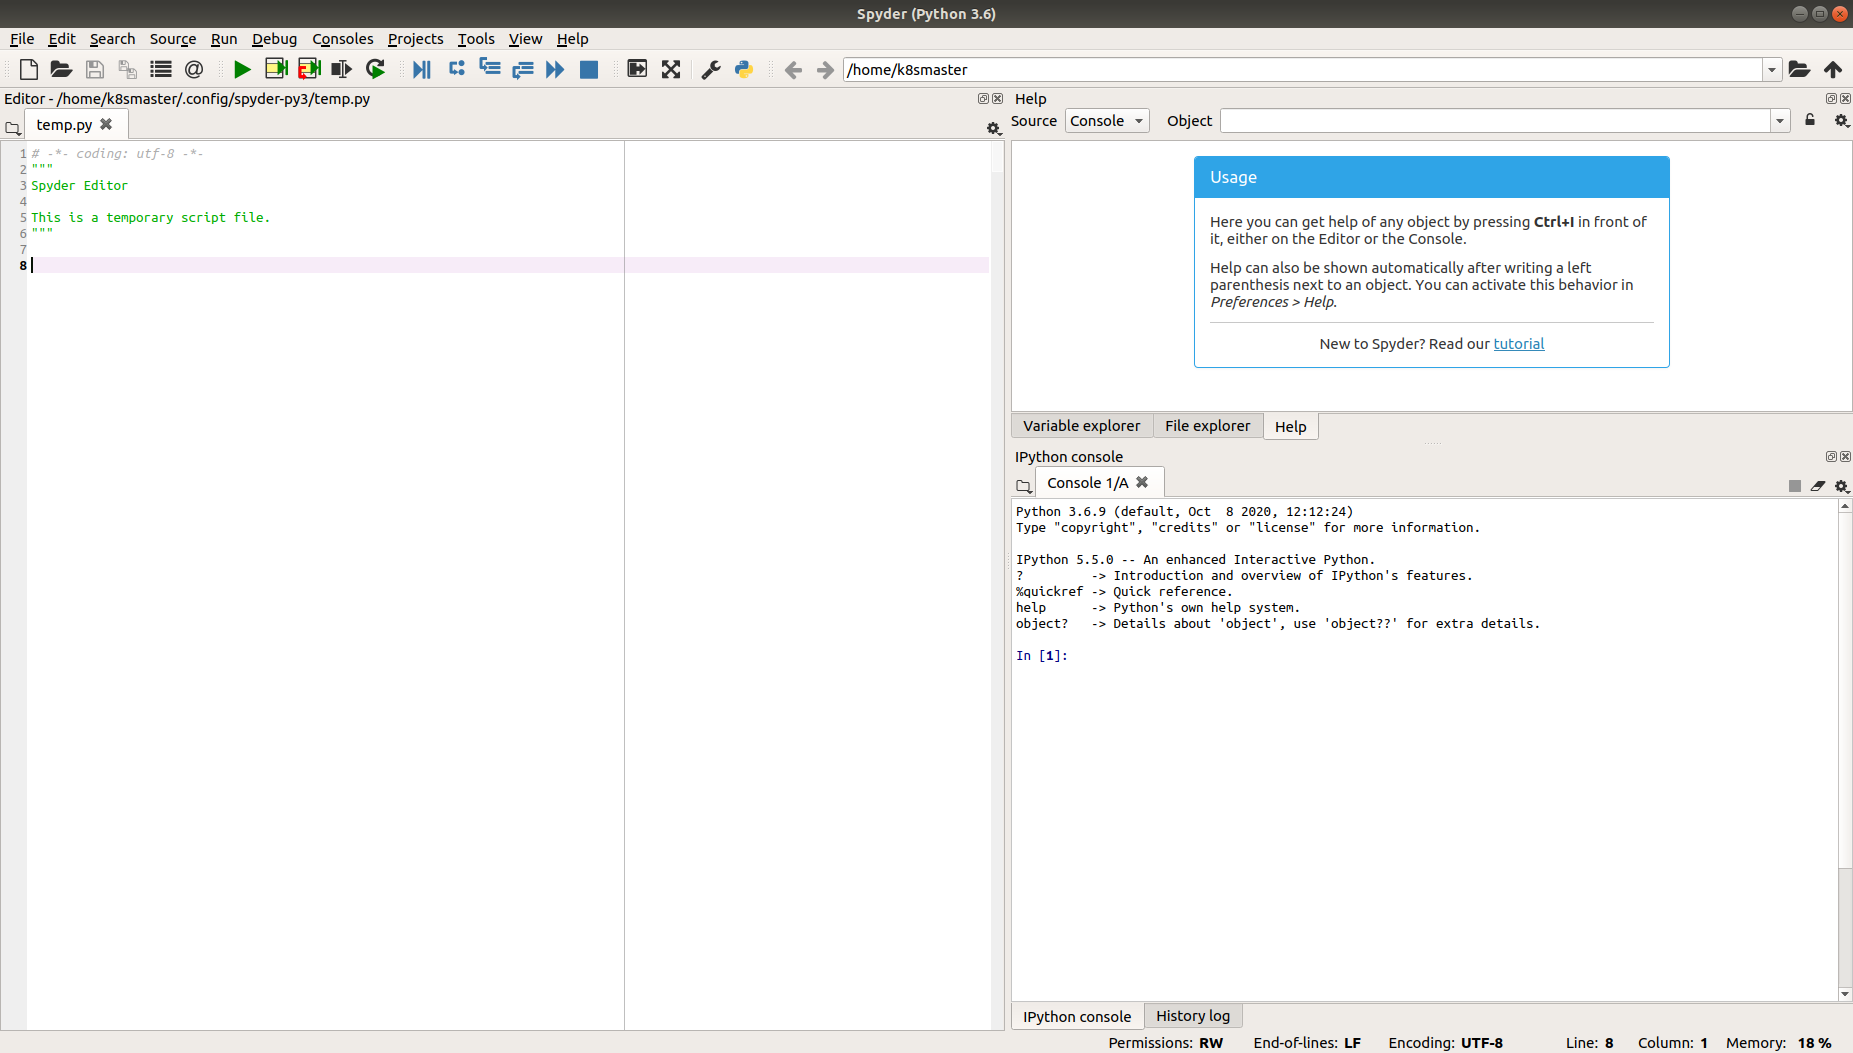 Spyder (Python 3.6)
File Edit Search Source Run Debug Consoles Projects Tools View Help
/home/k8smaster
Editor - /home/k8smaster/.config/spyder-py3/temp.py
temp.py
1 # -*- coding: utf-8 -*-
2 """
3 Spyder Editor
4
5 This is a temporary script file.
6 """
7
8
Help
Source Console Object
Usage
Here you can get help of any object by pressing Ctrl+I in front of
it, either on the Editor or the Console.
Help can also be shown automatically after writing a left
parenthesis next to an object. You can activate this behavior in
Preferences > Help.
New to Spyder? Read our tutorial
Variable explorer File explorer Help
IPython console
Console 1/A
Python 3.6.9 (default, Oct  8 2020, 12:12:24)
Type "copyright", "credits" or "license" for more information.
IPython 5.5.0 -- An enhanced Interactive Python.
?         -> Introduction and overview of IPython's features.
%quickref -> Quick reference.
help      -> Python's own help system.
object?   -> Details about 'object', use 'object??' for extra details.
In [1]:
IPython console History log
Permissions: RW End-of-lines: LF Encoding: UTF-8 Line: 8 Column: 1 Memory: 18 %